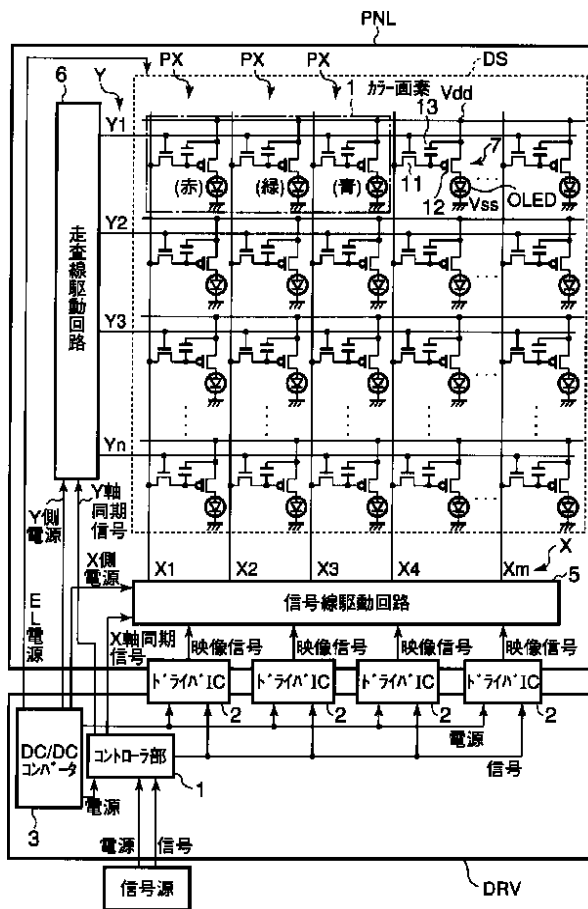 PNL
6
Y
PX
PX
PX
DS
1
カラー画素
13
Vdd
Y1
7
11
12
(赤)
(緑)
(青)
Vss
OLED
Y2
走査線駆動回路
Y3
Yn
Y側電源
Y軸同期信号
X側電源
X1
X2
X3
X4
Xm
X
5
信号線駆動回路
EL電源
X軸同期信号
映像信号
映像信号
映像信号
映像信号
ドライバIC
ドライバIC
ドライバIC
ドライバIC
2
2
2
2
電源
DC/DC
コンバータ
コントローラ部
信号
3
電源
1
電源
信号
信号源
DRV